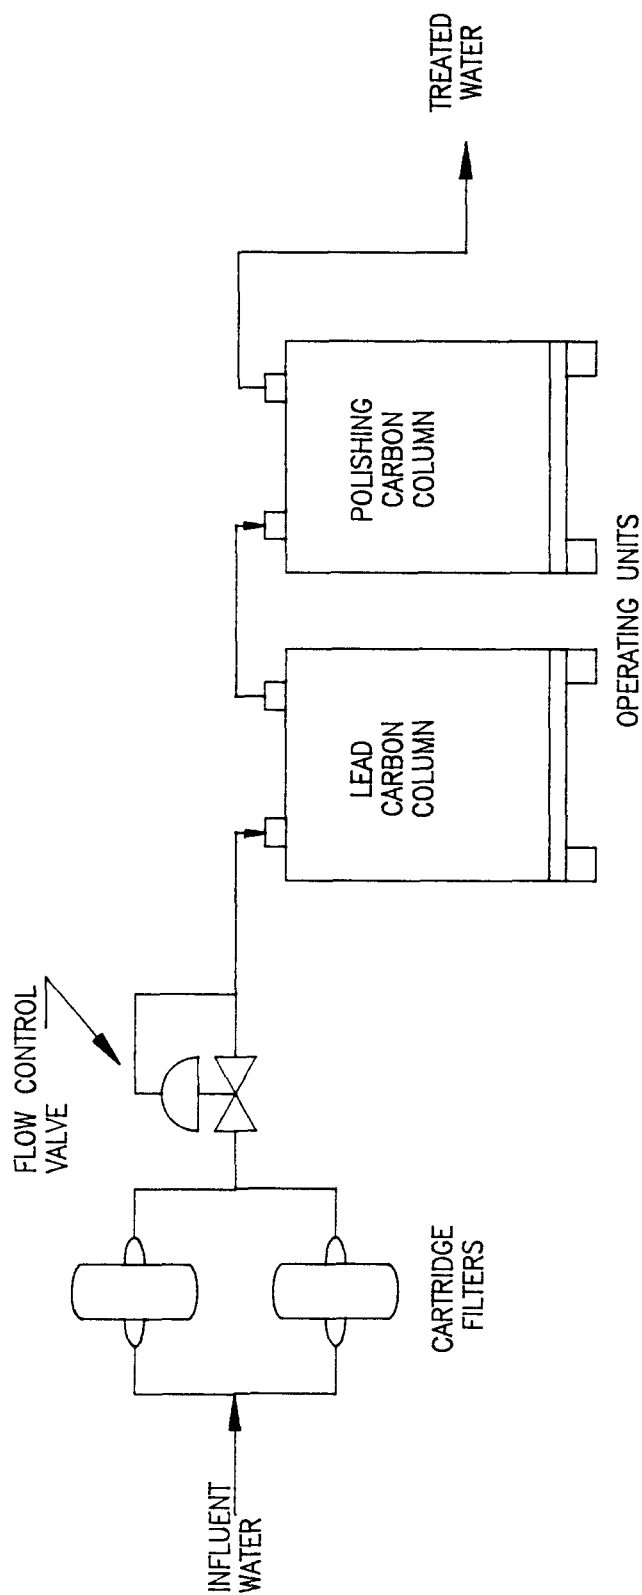 INFLUENT
WATER
CARTRIDGE
FILTERS
FLOW CONTROL
VALVE
LEAD
CARBON
COLUMN
POLISHING
CARBON
COLUMN
OPERATING UNITS
TREATED
WATER